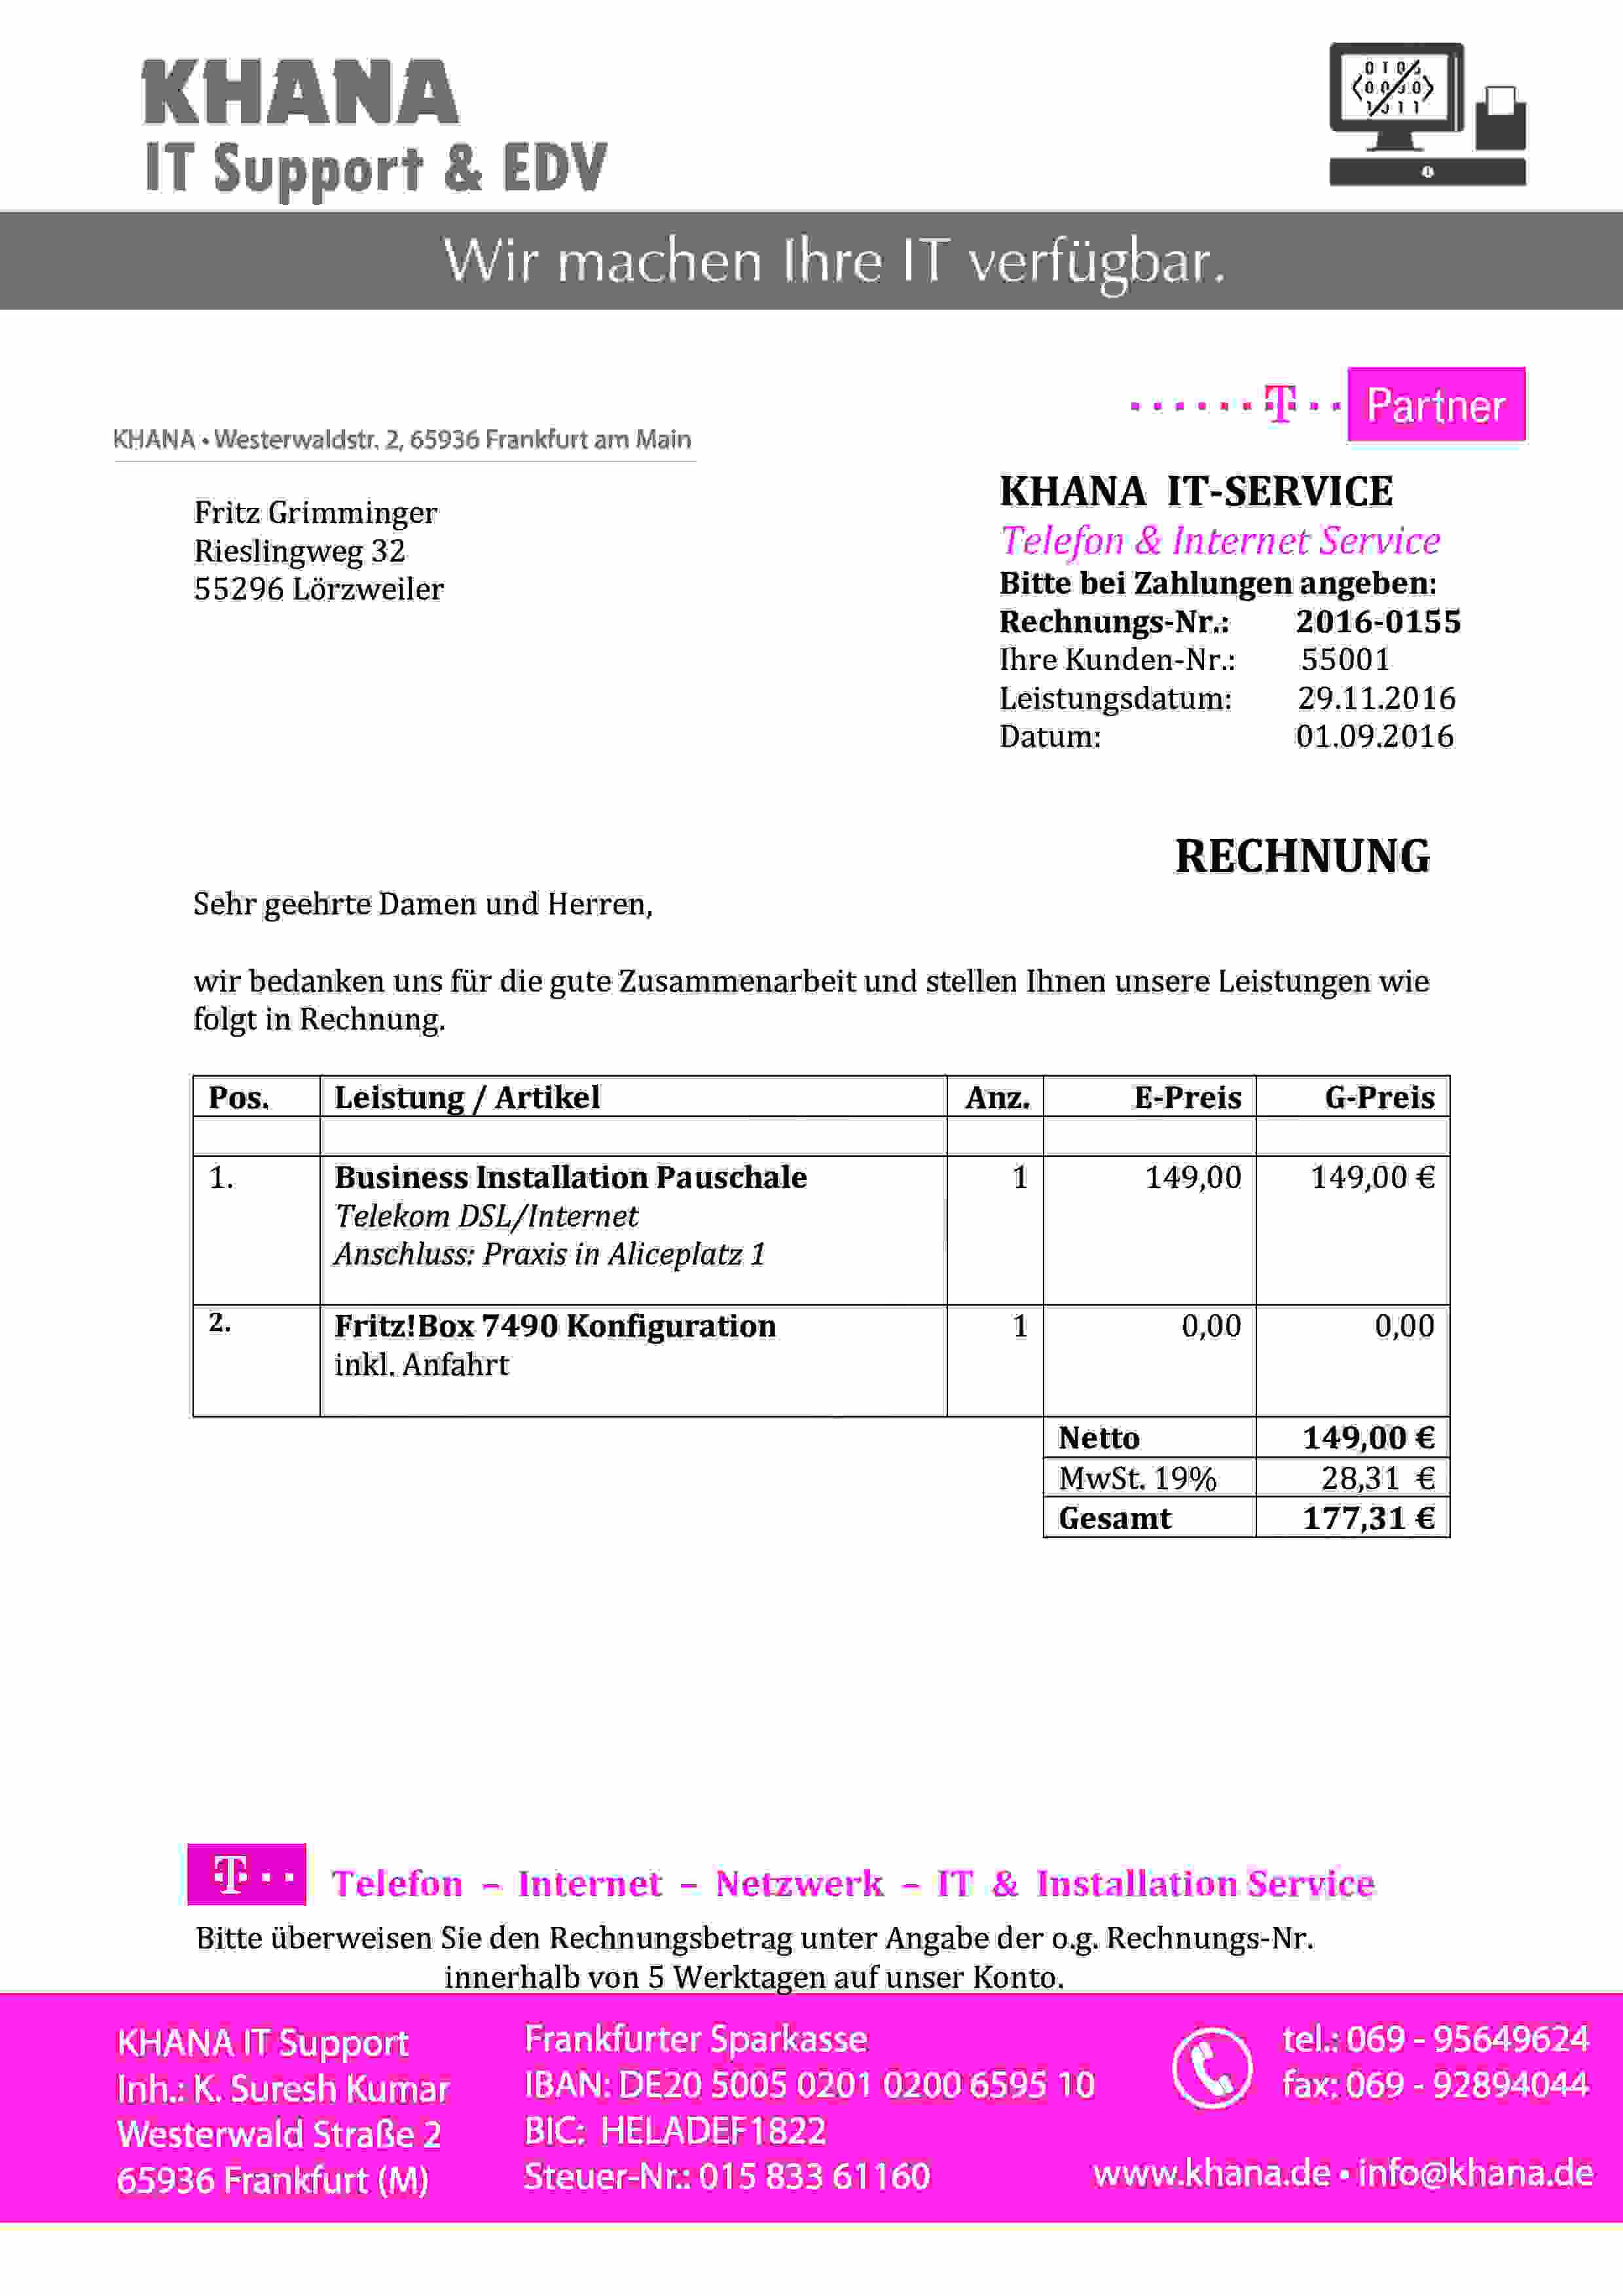 KHANA
IT Support & EDV
Wir machen Ihre IT verfügbar.
T Partner
KHANA • Westerwaldstr. 2, 65936 Frankfurt am Main
Fritz Grimminger
Rieslingweg 32
55296 Lörzweiler
KHANA IT-SERVICE
Telefon & Internet Service
Bitte bei Zahlungen angeben:
Rechnungs-Nr.: 2016-0155
Ihre Kunden-Nr.: 55001
Leistungsdatum: 29.11.2016
Datum: 01.09.2016
RECHNUNG
Sehr geehrte Damen und Herren,
wir bedanken uns für die gute Zusammenarbeit und stellen Ihnen unsere Leistungen wie
folgt in Rechnung.
Pos. Leistung / Artikel Anz. E-Preis G-Preis
1. Business Installation Pauschale 1 149,00 149,00 €
Telekom DSL/Internet
Anschluss: Praxis in Aliceplatz 1
2. Fritz!Box 7490 Konfiguration 1 0,00 0,00
inkl. Anfahrt
Netto 149,00 €
MwSt. 19% 28,31 €
Gesamt 177,31 €
T Telefon – Internet – Netzwerk – IT & Installation Service
Bitte überweisen Sie den Rechnungsbetrag unter Angabe der o.g. Rechnungs-Nr.
innerhalb von 5 Werktagen auf unser Konto.
KHANA IT Support
Inh.: K. Suresh Kumar
Westerwald Straße 2
65936 Frankfurt (M)
Frankfurter Sparkasse
IBAN: DE20 5005 0201 0200 6595 10
BIC: HELADEF1822
Steuer-Nr.: 015 833 61160
tel.: 069 - 95649624
fax: 069 - 92894044
www.khana.de • info@khana.de